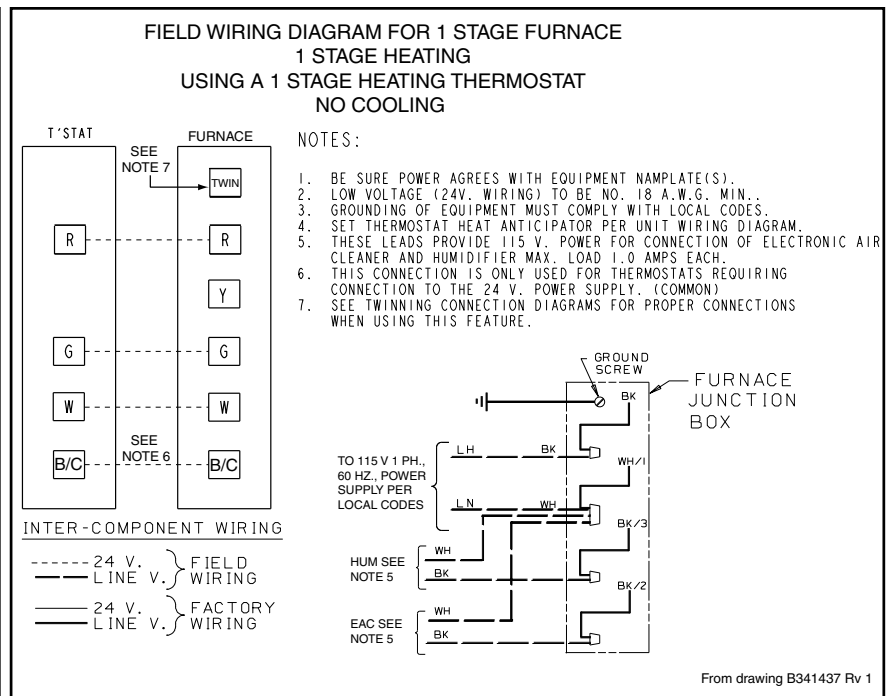 FIELD WIRING DIAGRAM FOR 1 STAGE FURNACE
1 STAGE HEATING
USING A 1 STAGE HEATING THERMOSTAT
NO COOLING
T'STAT
FURNACE
SEE
NOTE 7
TWIN
R
R
Y
G
G
W
W
SEE
NOTE 6
B/C
B/C
INTER-COMPONENT WIRING
24 V.
LINE V.
FIELD
WIRING
24 V.
LINE V.
FACTORY
WIRING
NOTES:
1. BE SURE POWER AGREES WITH EQUIPMENT NAMPLATE(S).
2. LOW VOLTAGE (24V. WIRING) TO BE NO. 18 A.W.G. MIN..
3. GROUNDING OF EQUIPMENT MUST COMPLY WITH LOCAL CODES.
4. SET THERMOSTAT HEAT ANTICIPATOR PER UNIT WIRING DIAGRAM.
5. THESE LEADS PROVIDE 115 V. POWER FOR CONNECTION OF ELECTRONIC AIR
CLEANER AND HUMIDIFIER MAX. LOAD 1.0 AMPS EACH.
6. THIS CONNECTION IS ONLY USED FOR THERMOSTATS REQUIRING
CONNECTION TO THE 24 V. POWER SUPPLY. (COMMON)
7. SEE TWINNING CONNECTION DIAGRAMS FOR PROPER CONNECTIONS
WHEN USING THIS FEATURE.
GROUND
SCREW
FURNACE
JUNCTION
BOX
BK
TO 115 V 1 PH.,
60 HZ., POWER
SUPPLY PER
LOCAL CODES
LH
BK
WH/1
LN
WH
BK/3
HUM SEE
NOTE 5
WH
BK
BK/2
EAC SEE
NOTE 5
WH
BK
From drawing B341437 Rv 1